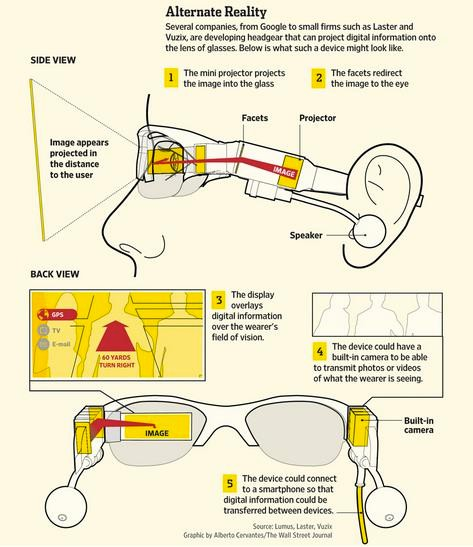 Alternate Reality
Several companies, from Google to small firms such as Laster and
Vuzix, are developing headgear that can project digital information onto
the lens of glasses. Below is what such a device might look like.
SIDE VIEW
1 The mini projector projects
the image into the glass
2 The facets redirect
the image to the eye
Facets
Projector
Image appears
projected in
the distance
to the user
IMAGE
Speaker
BACK VIEW
GPS
TV
E-mail
60 YARDS
TURN RIGHT
3 The display
overlays
digital information
over the wearer's
field of vision.
4 The device could have a
built-in camera to be able
to transmit photos or videos
of what the wearer is seeing.
IMAGE
Built-in
camera
5 The device could connect
to a smartphone so that
digital information could be
transferred between devices.
Source: Lumus, Laster, Vuzix
Graphic by Alberto Cervantes/The Wall Street Journal